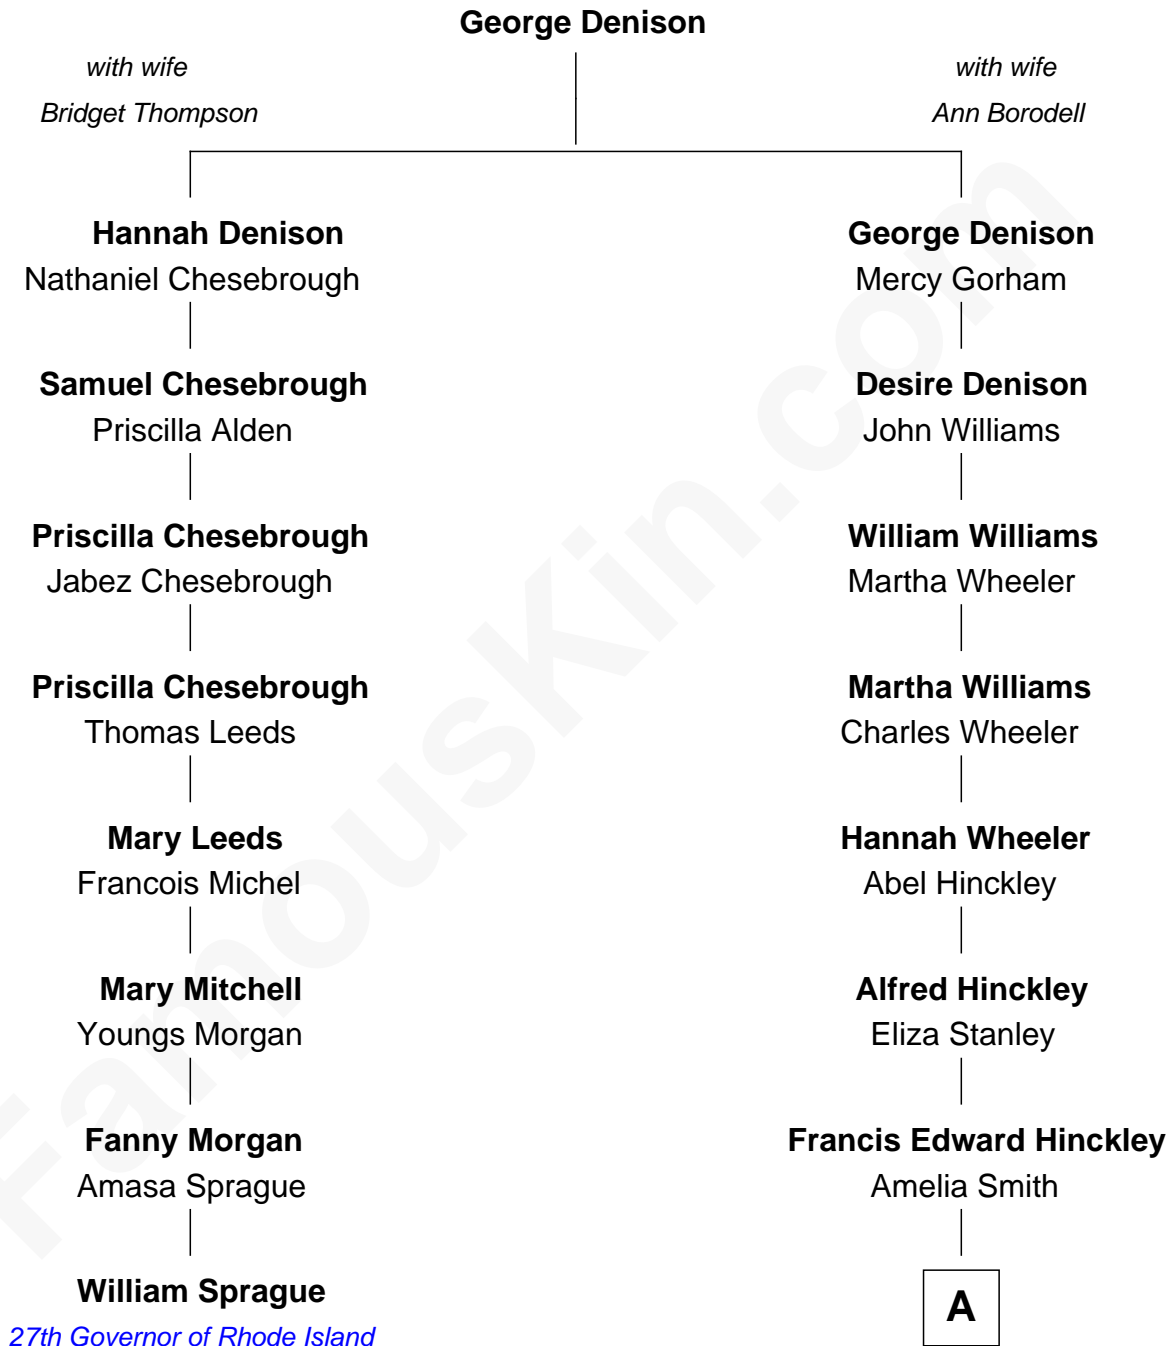 George Denison
with wife
Bridget Thompson
with wife
Ann Borodell
Hannah Denison
Nathaniel Chesebrough
George Denison
Mercy Gorham
Samuel Chesebrough
Priscilla Alden
Desire Denison
John Williams
Priscilla Chesebrough
Jabez Chesebrough
William Williams
Martha Wheeler
Priscilla Chesebrough
Thomas Leeds
Martha Williams
Charles Wheeler
Mary Leeds
Francois Michel
Hannah Wheeler
Abel Hinckley
Mary Mitchell
Youngs Morgan
Alfred Hinckley
Eliza Stanley
Fanny Morgan
Amasa Sprague
Francis Edward Hinckley
Amelia Smith
William Sprague
27th Governor of Rhode Island
A
FamousKin.com